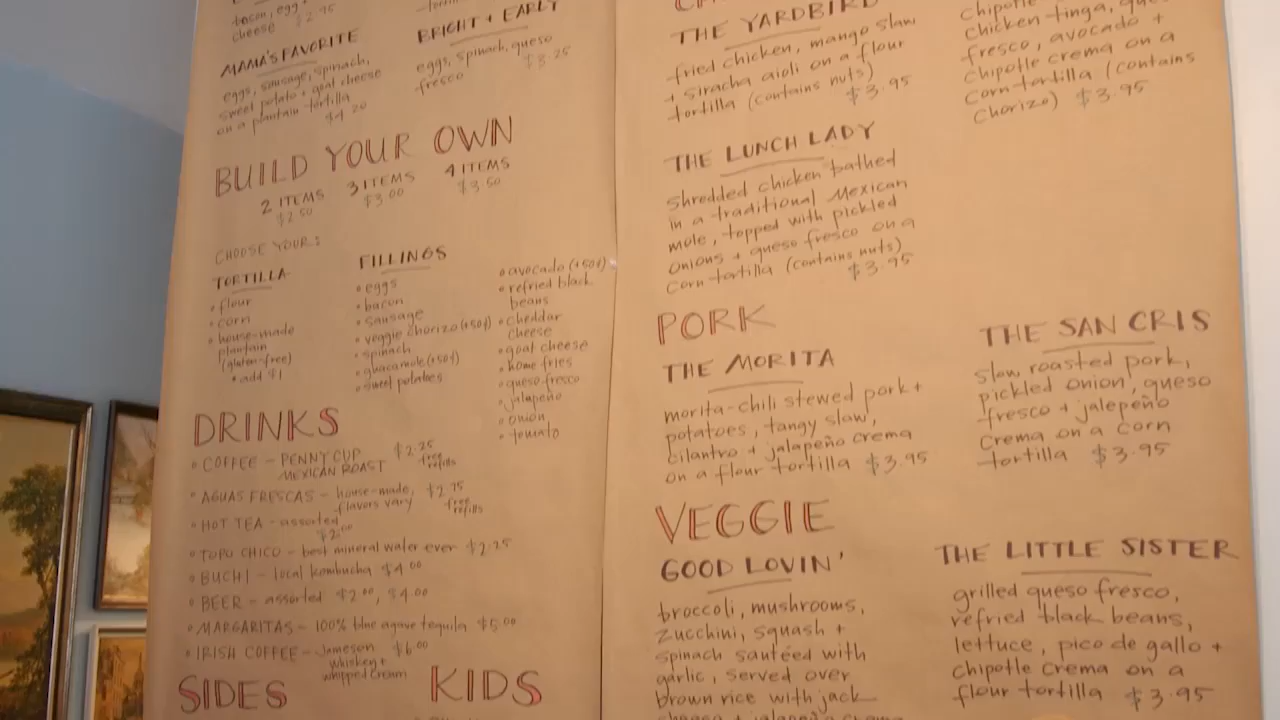 bacon, egg +
cheese $2.95
MAMA'S FAVORITE
eggs, sausage, spinach,
sweet potato + goat cheese
on a plantain tortilla
$4.20
BRIGHT + EARLY
eggs, spinach, queso
fresco $3.25
BUILD YOUR OWN
2 ITEMS 3 ITEMS 4 ITEMS
$2.50 $3.00 $3.50
CHOOSE YOUR:
TORTILLA
• flour
• corn
• house-made
plantain
(gluten-free)
• add $1
FILLINGS
• eggs
• bacon
• sausage
• veggie chorizo (+50¢)
• spinach
• guacamole (+50¢)
• sweet potatoes
• avocado (+50¢)
• refried black
beans
• cheddar
cheese
• goat cheese
• home fries
• queso fresco
• jalapeño
• onion
• tomato
DRINKS
• COFFEE - PENNYCUP $2.25
MEXICAN ROAST free
refills
• AGUAS FRESCAS - house-made, $2.75
flavors vary free
refills
• HOT TEA - assorted
$2.00
• TOPO CHICO - best mineral water ever $2.25
• BUCHI - local kombucha $4.00
• BEER - assorted $2.00, $4.00
• MARGARITAS - 100% blue agave tequila $5.00
• IRISH COFFEE - Jameson $6.00
whiskey +
whipped cream
SIDES KIDS
THE YARDBIRD
fried chicken, mango slaw
+ siracha aioli on a flour
tortilla (contains nuts)
$3.95
chicken tinga, queso
fresco, avocado +
chipotle crema on a
corn tortilla (contains
chorizo) $3.95
THE LUNCH LADY
shredded chicken bathed
in a traditional Mexican
mole, topped with pickled
onions + queso fresco on a
corn tortilla (contains nuts)
$3.95
PORK
THE MORITA
morita-chili stewed pork +
potatoes, tangy slaw,
cilantro + jalapeño crema
on a flour tortilla $3.95
THE SAN CRIS
slow roasted pork,
pickled onion, queso
fresco + jalepeño
crema on a corn
tortilla $3.95
VEGGIE
GOOD LOVIN'
broccoli, mushrooms,
zucchini, squash +
spinach sautéed with
garlic, served over
brown rice with jack
cheese + jalapeño crema
THE LITTLE SISTER
grilled queso fresco,
refried black beans,
lettuce, pico de gallo +
chipotle crema on a
flour tortilla $3.95